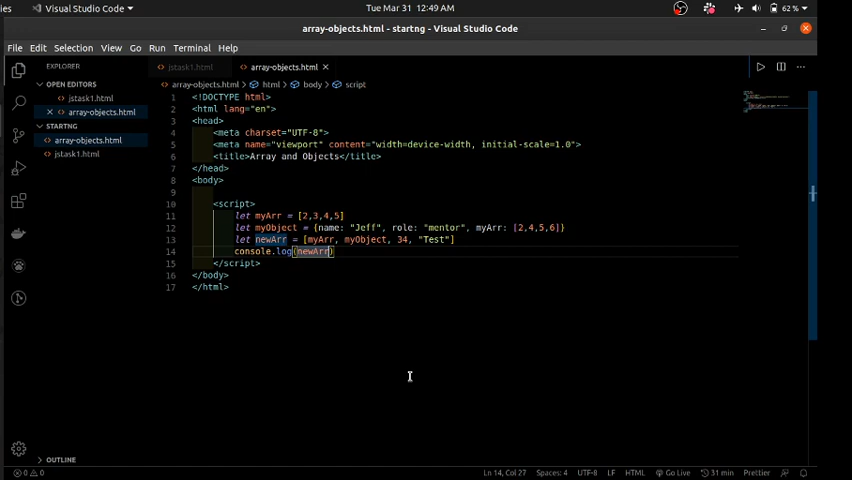 ies Visual Studio Code Tue Mar 31 12:49 AM 62 %
array-objects.html - startng - Visual Studio Code
File Edit Selection View Go Run Terminal Help
EXPLORER
OPEN EDITORS
jstask1.html
array-objects.html
STARTNG
array-objects.html
jstask1.html
OUTLINE
jstask1.html array-objects.html
array-objects.html > html > body > script
1 <!DOCTYPE html>
2 <html lang="en">
3 <head>
4 <meta charset="UTF-8">
5 <meta name="viewport" content="width=device-width, initial-scale=1.0">
6 <title>Array and Objects</title>
7 </head>
8 <body>
9
10 <script>
11 let myArr = [2,3,4,5]
12 let myObject = {name: "Jeff", role: "mentor", myArr: [2,4,5,6]}
13 let newArr = [myArr, myObject, 34, "Test"]
14 console.log(newArr)
15 </script>
16 </body>
17 </html>
0 0 Ln 14, Col 27 Spaces: 4 UTF-8 LF HTML Go Live 31 min Prettier